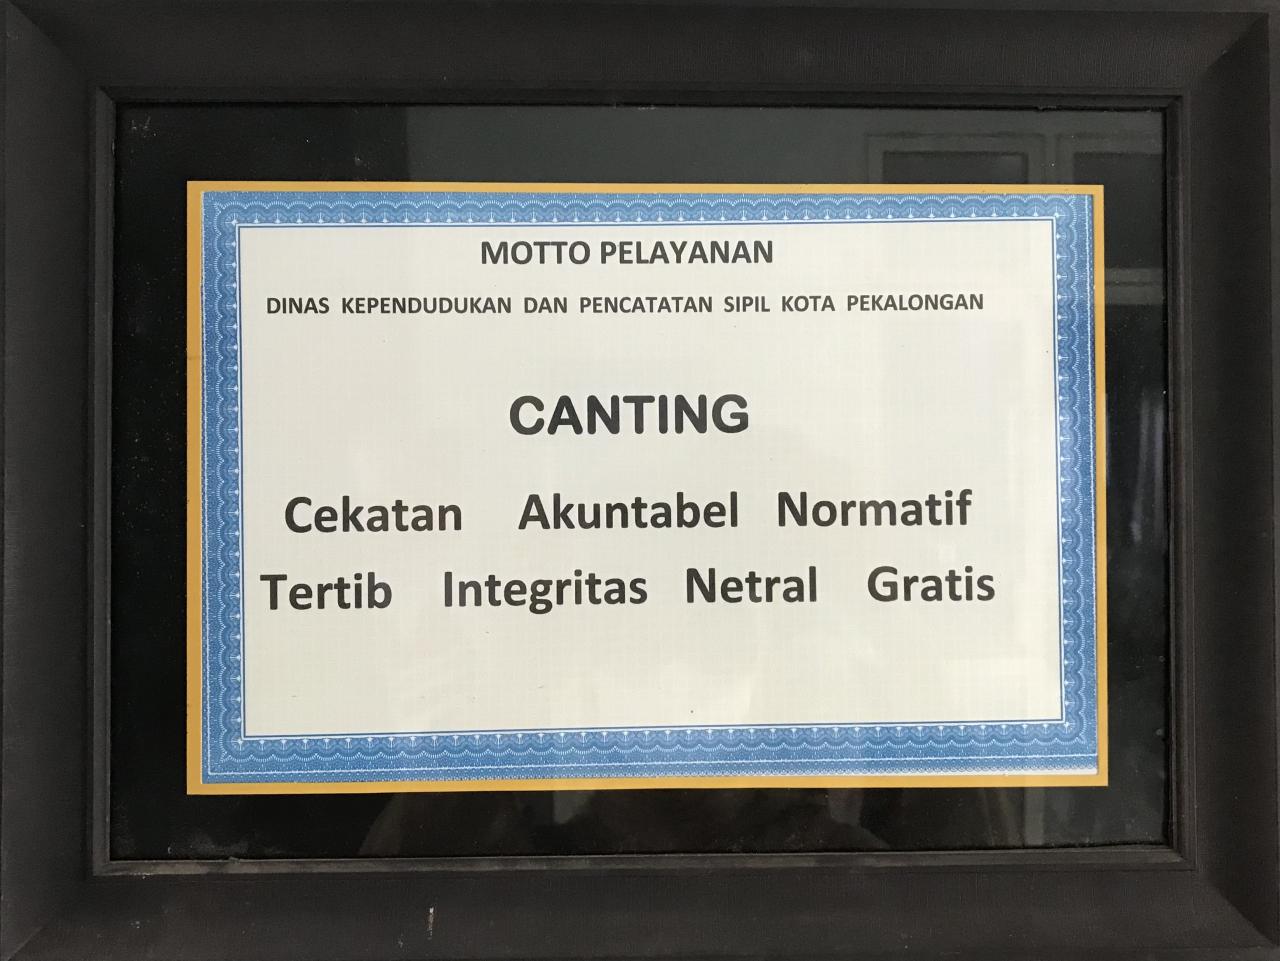 MOTTO PELAYANAN
DINAS KEPENDUDUKAN DAN PENCATATAN SIPIL KOTA PEKALONGAN
CANTING
Cekatan Akuntabel Normatif
Tertib Integritas Netral Gratis